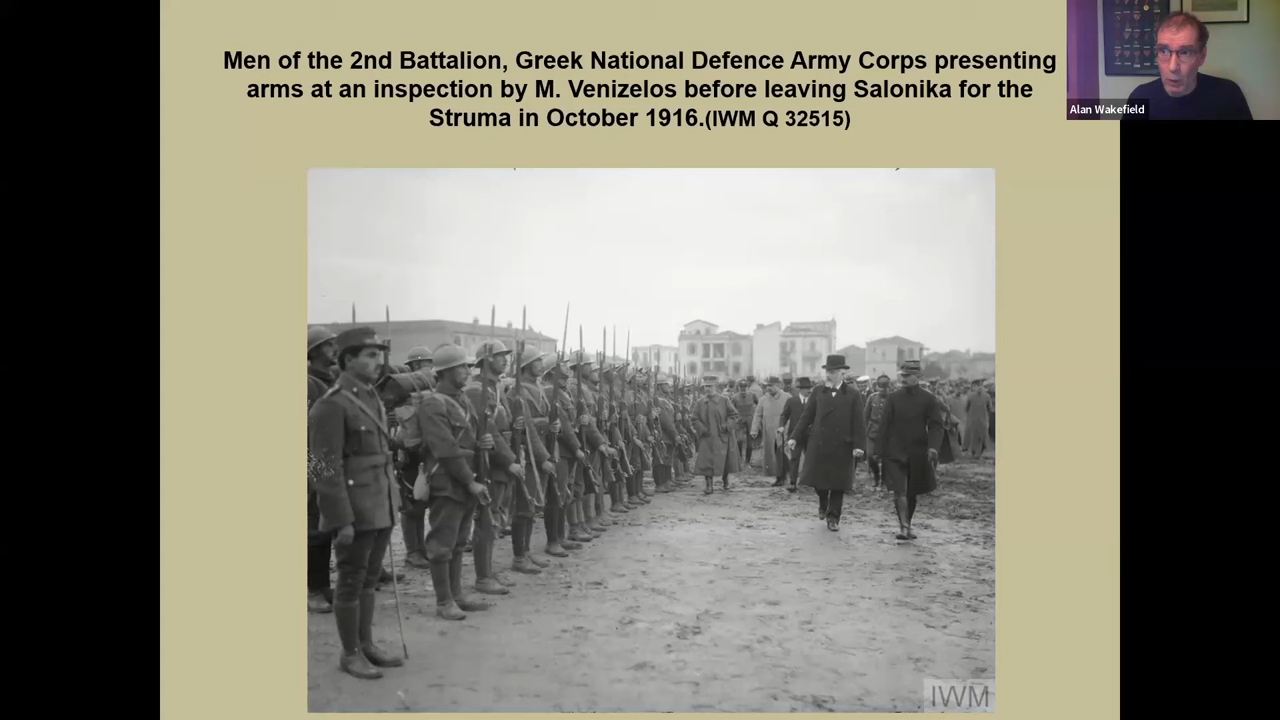 Men of the 2nd Battalion, Greek National Defence Army Corps presenting
arms at an inspection by M. Venizelos before leaving Salonika for the
Struma in October 1916.(IWM Q 32515)
Alan Wakefield
IWM